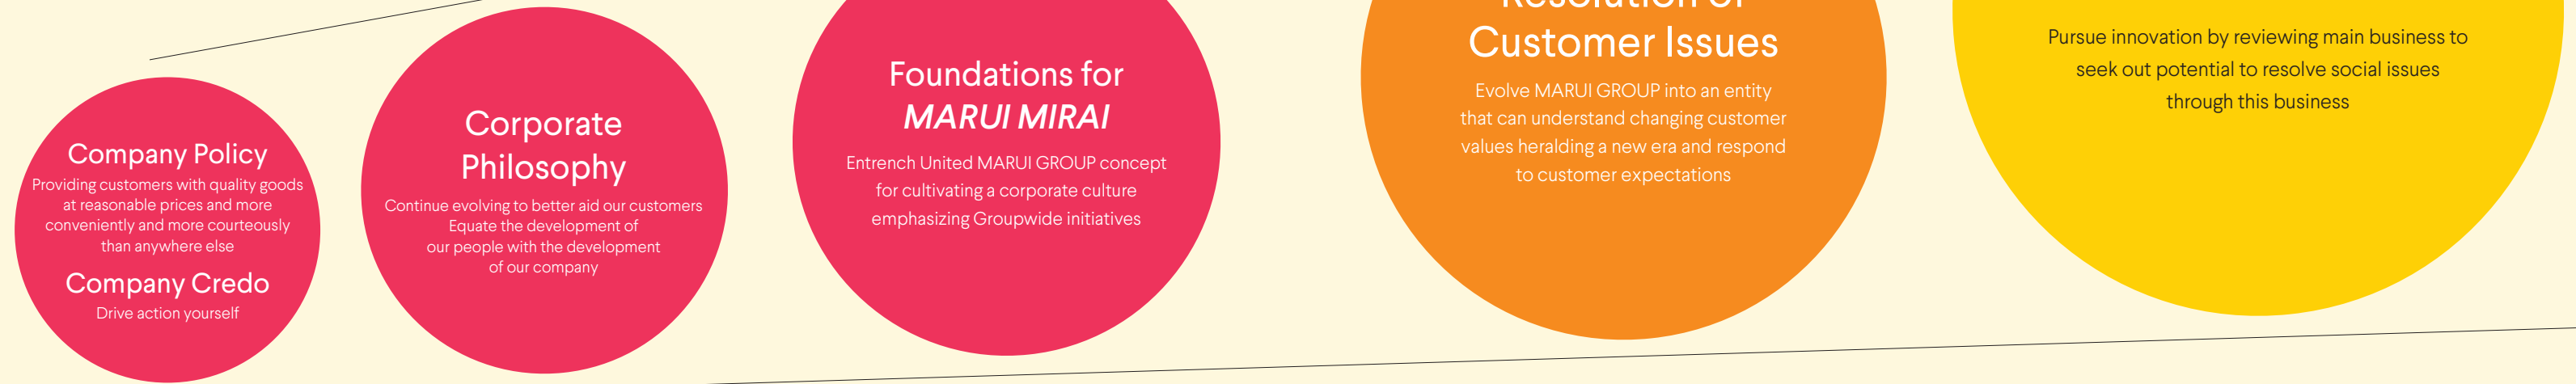 Company Policy
Providing customers with quality goods
at reasonable prices and more
conveniently and more courteously
than anywhere else
Company Credo
Drive action yourself
Corporate
Philosophy
Continue evolving to better aid our customers
Equate the development of
our people with the development
of our company
Foundations for
MARUI MIRAI
Entrench United MARUI GROUP concept
for cultivating a corporate culture
emphasizing Groupwide initiatives
Resolution of
Customer Issues
Evolve MARUI GROUP into an entity
that can understand changing customer
values heralding a new era and respond
to customer expectations
Pursue innovation by reviewing main business to
seek out potential to resolve social issues
through this business